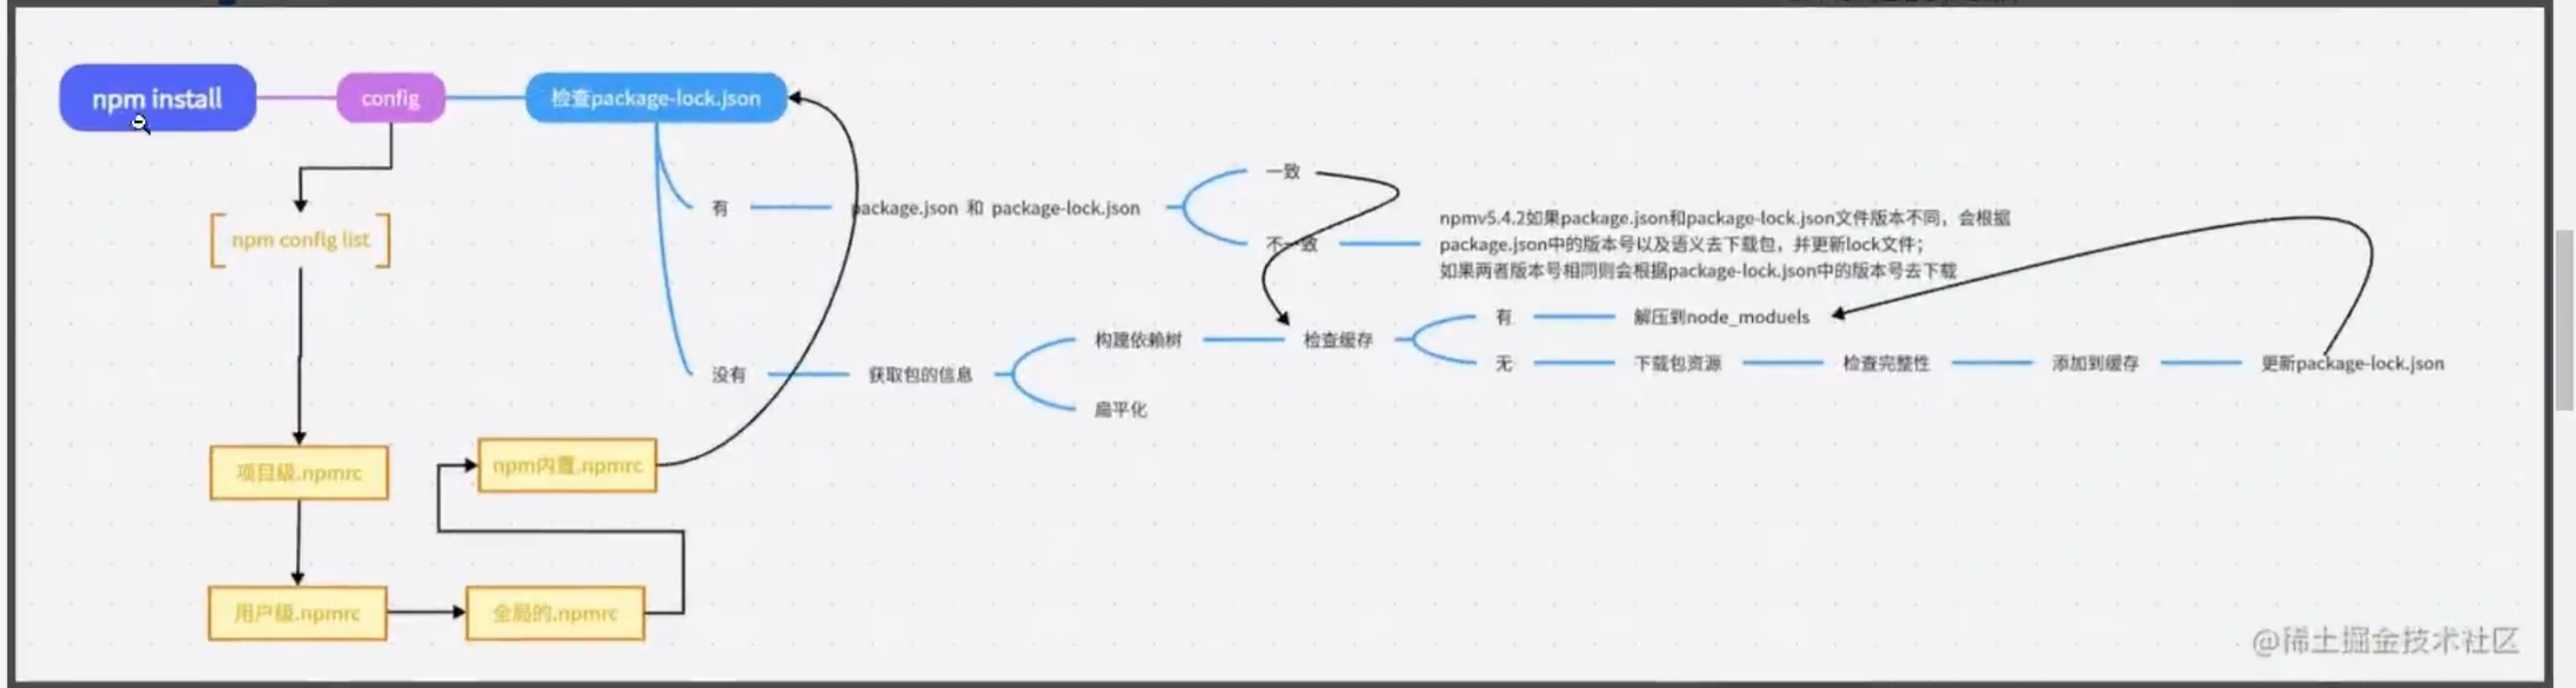 npm install
config
检查package-lock.json
npm config list
项目级.npmrc
用户级.npmrc
全局的.npmrc
npm内置.npmrc
有
package.json 和 package-lock.json
一致
不一致
npmv5.4.2如果package.json和package-lock.json文件版本不同，会根据
package.json中的版本号以及语义去下载包，并更新lock文件；
如果两者版本号相同则会根据package-lock.json中的版本号去下载
没有
获取包的信息
构建依赖树
扁平化
检查缓存
有
解压到node_moduels
无
下载包资源
检查完整性
添加到缓存
更新package-lock.json
@稀土掘金技术社区